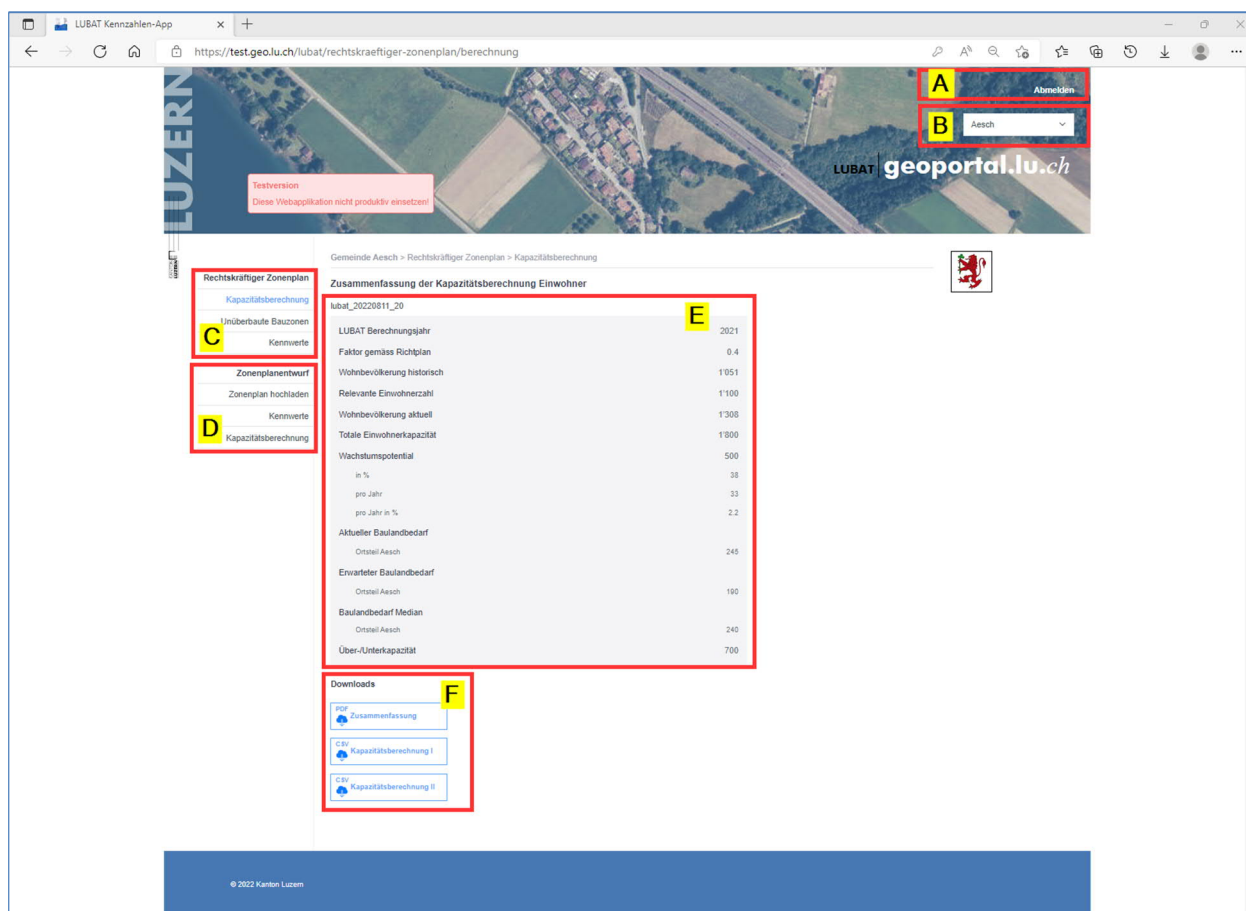 LUBAT Kennzahlen-App
https://test.geo.lu.ch/lubat/rechtskraeftiger-zonenplan/berechnung
LUZERN
A
Abmelden
B
Aesch
LUBAT geoportal.lu.ch
Testversion
Diese Webapplikation nicht produktiv einsetzen!
Gemeinde Aesch > Rechtskräftiger Zonenplan > Kapazitätsberechnung
Rechtskräftiger Zonenplan
Kapazitätsberechnung
Unüberbaute Bauzonen
C
Kennwerte
Zonenplanentwurf
Zonenplan hochladen
Kennwerte
D
Kapazitätsberechnung
Zusammenfassung der Kapazitätsberechnung Einwohner
lubat_20220811_20
E
LUBAT Berechnungsjahr 2021
Faktor gemäss Richtplan 0.4
Wohnbevölkerung historisch 1'051
Relevante Einwohnerzahl 1'100
Wohnbevölkerung aktuell 1'308
Totale Einwohnerkapazität 1'800
Wachstumspotential 500
in % 38
pro Jahr 33
pro Jahr in % 2.2
Aktueller Baulandbedarf
Ortsteil Aesch 245
Erwarteter Baulandbedarf
Ortsteil Aesch 190
Baulandbedarf Median
Ortsteil Aesch 240
Über-/Unterkapazität 700
Downloads
F
PDF
Zusammenfassung
CSV
Kapazitätsberechnung I
CSV
Kapazitätsberechnung II
© 2022 Kanton Luzern